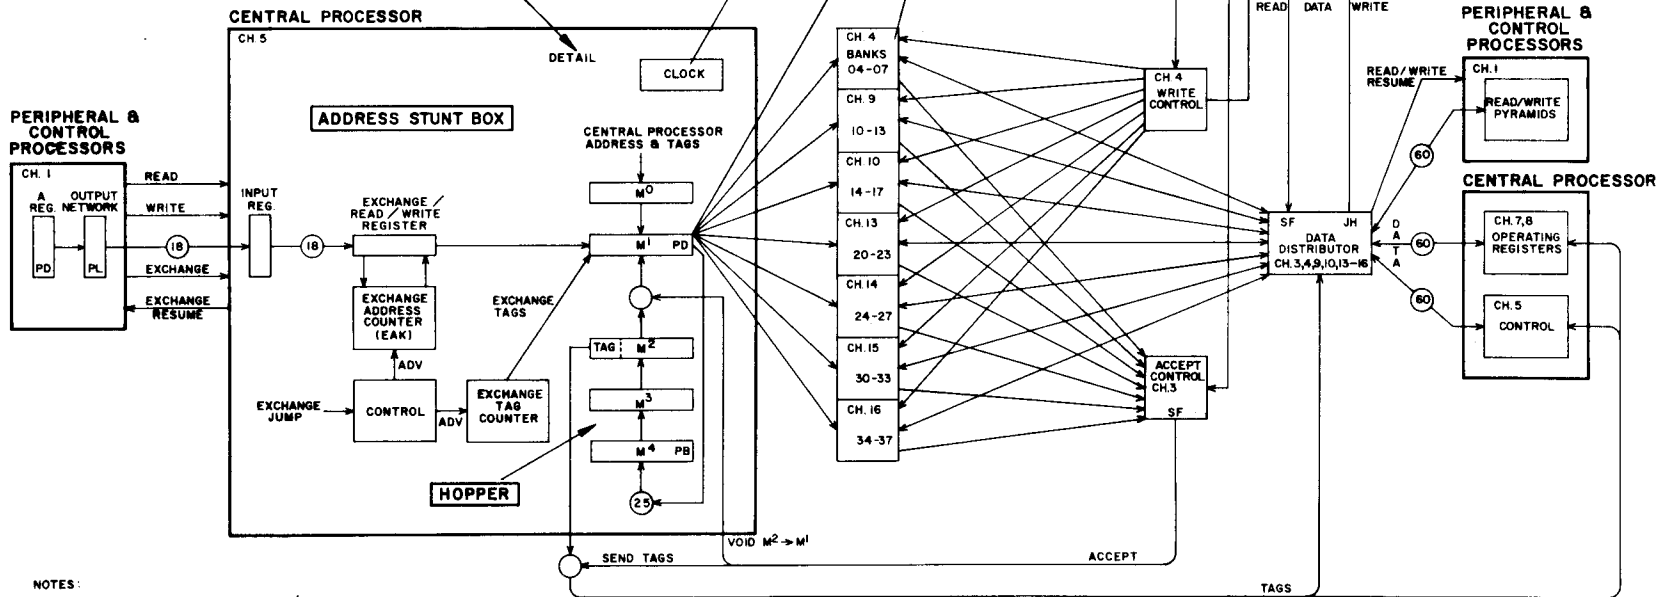 READ DATA WRITE
CENTRAL PROCESSOR
CH. 5
DETAIL
CLOCK
ADDRESS STUNT BOX
PERIPHERAL &
CONTROL
PROCESSORS
CH. 1
A
REG.
OUTPUT
NETWORK
PD
PL
READ
WRITE
18
EXCHANGE
EXCHANGE
RESUME
INPUT
REG.
18
EXCHANGE /
READ / WRITE
REGISTER
EXCHANGE
ADDRESS
COUNTER
(EAK)
ADV
EXCHANGE
JUMP
CONTROL
ADV
EXCHANGE
TAG
COUNTER
EXCHANGE
TAGS
CENTRAL PROCESSOR
ADDRESS & TAGS
M0
M1 PD
TAG M2
M3
M4 PB
25
HOPPER
VOID M2→M1
SEND TAGS
ACCEPT
TAGS
CH. 4
BANKS
04-07
CH. 9
10-13
CH. 10
14-17
CH. 13
20-23
CH. 14
24-27
CH. 15
30-33
CH. 16
34-37
CH. 4
WRITE
CONTROL
ACCEPT
CONTROL
CH. 3
SF
SF JH
DATA
DISTRIBUTOR
CH. 3,4,9,10,13-16
READ/WRITE
RESUME
DATA
60
60
60
PERIPHERAL &
CONTROL
PROCESSORS
CH. 1
READ/WRITE
PYRAMIDS
CENTRAL PROCESSOR
CH. 7,8
OPERATING
REGISTERS
CH. 5
CONTROL
NOTES: